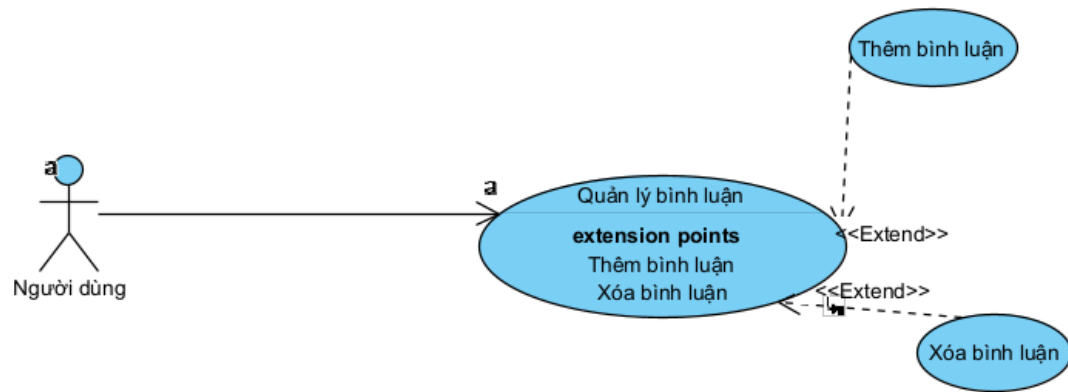 Thêm bình luận
a
a
Quản lý bình luận
extension points
<<Extend>>
Thêm bình luận
Người dùng
Xóa bình luận
<<Extend>>
Xóa bình luận